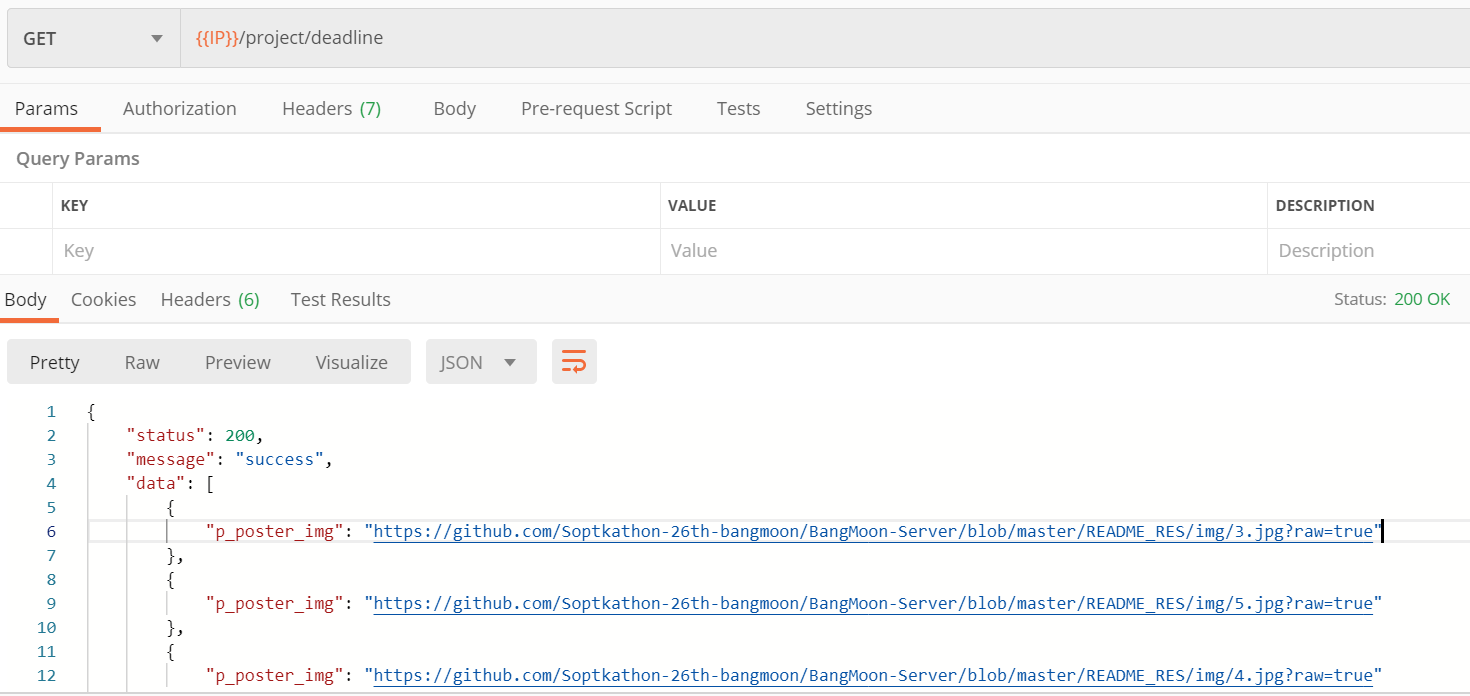 GET {{IP}}/project/deadline
Params Authorization Headers (7) Body Pre-request Script Tests Settings
Query Params
KEY VALUE DESCRIPTION
Key Value Description
Body Cookies Headers (6) Test Results Status: 200 OK
Pretty Raw Preview Visualize JSON
1 {
2 "status": 200,
3 "message": "success",
4 "data": [
5 {
6 "p_poster_img": "https://github.com/Soptkathon-26th-bangmoon/BangMoon-Server/blob/master/README_RES/img/3.jpg?raw=true"
7 },
8 {
9 "p_poster_img": "https://github.com/Soptkathon-26th-bangmoon/BangMoon-Server/blob/master/README_RES/img/5.jpg?raw=true"
10 },
11 {
12 "p_poster_img": "https://github.com/Soptkathon-26th-bangmoon/BangMoon-Server/blob/master/README_RES/img/4.jpg?raw=true"